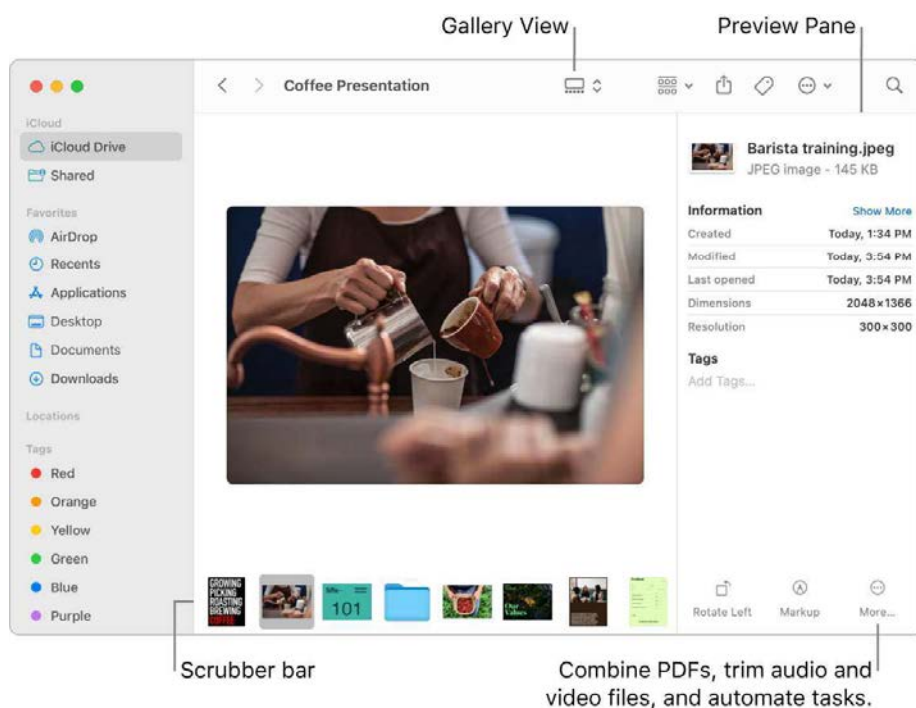 Gallery View
Preview Pane
Coffee Presentation
iCloud
iCloud Drive
Shared
Favorites
AirDrop
Recents
Applications
Desktop
Documents
Downloads
Locations
Tags
Red
Orange
Yellow
Green
Blue
Purple
GROWING
PICKING
ROASTING
BREWING
COFFEE
101
Our
Values
Barista training.jpeg
JPEG image - 145 KB
Information Show More
Created Today, 1:34 PM
Modified Today, 3:54 PM
Last opened Today, 3:54 PM
Dimensions 2048×1366
Resolution 300×300
Tags
Add Tags...
Rotate Left Markup More...
Scrubber bar
Combine PDFs, trim audio and
video files, and automate tasks.